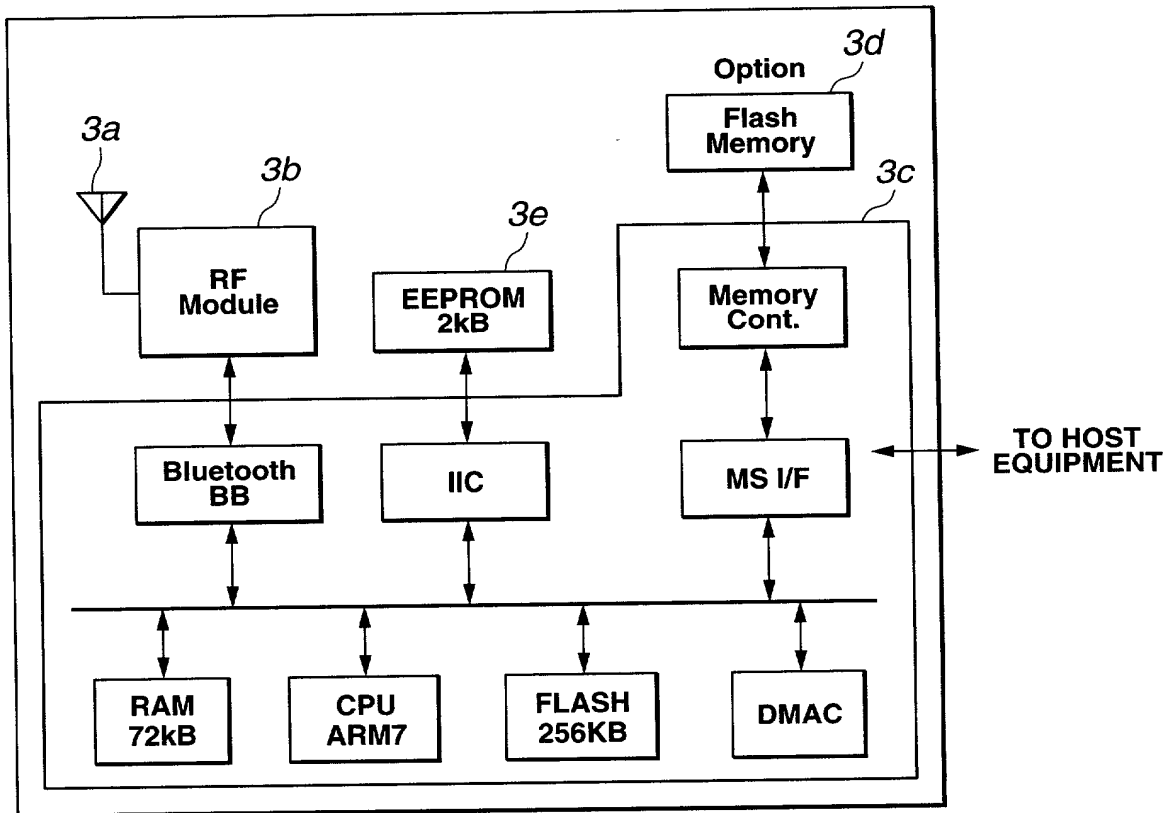 3d
Option
Flash
Memory
3a
3b
3c
3e
RF
Module
EEPROM
2kB
Memory
Cont.
Bluetooth
BB
IIC
MS I/F
TO HOST
EQUIPMENT
RAM
72kB
CPU
ARM7
FLASH
256KB
DMAC